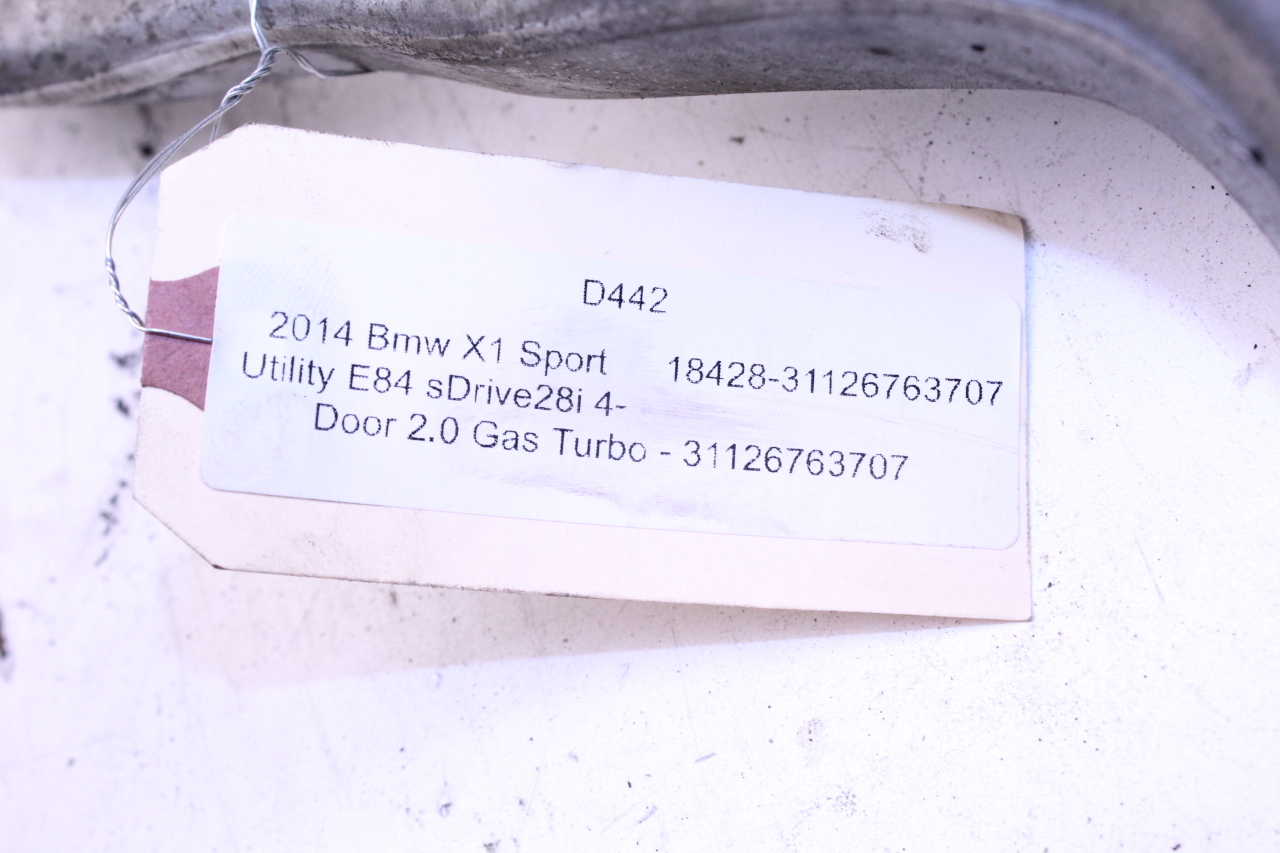 D442
2014 Bmw X1 Sport 18428-31126763707
Utility E84 sDrive28i 4-
Door 2.0 Gas Turbo - 31126763707